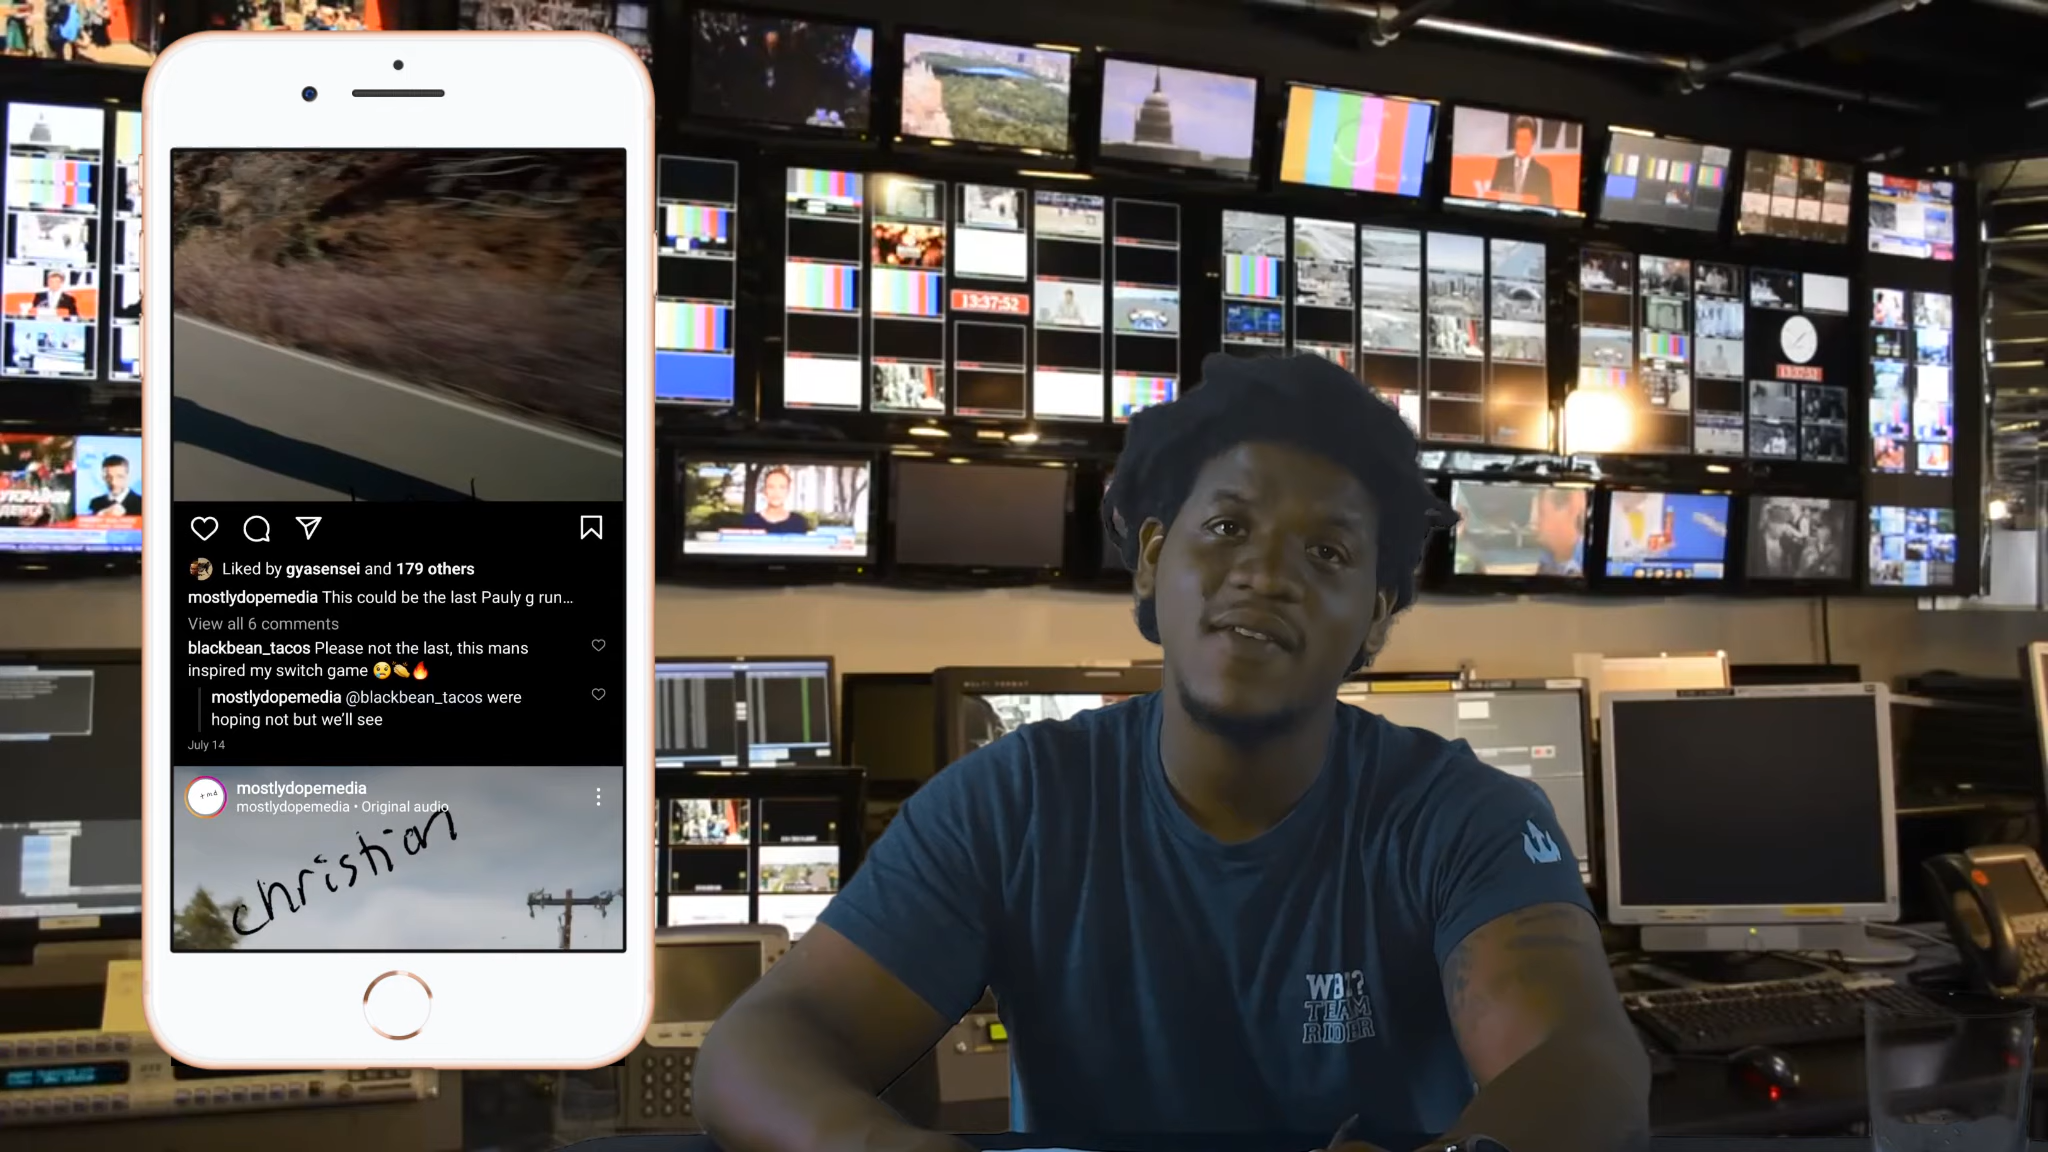 Liked by gyasensei and 179 others
mostlydopemedia This could be the last Pauly g run...
View all 6 comments
blackbean_tacos Please not the last, this mans
inspired my switch game 😢👏🔥
mostlydopemedia @blackbean_tacos were
hoping not but we'll see
July 14
mostlydopemedia
mostlydopemedia • Original audio
christian
13:37:52
WB
TEAM
RIDER